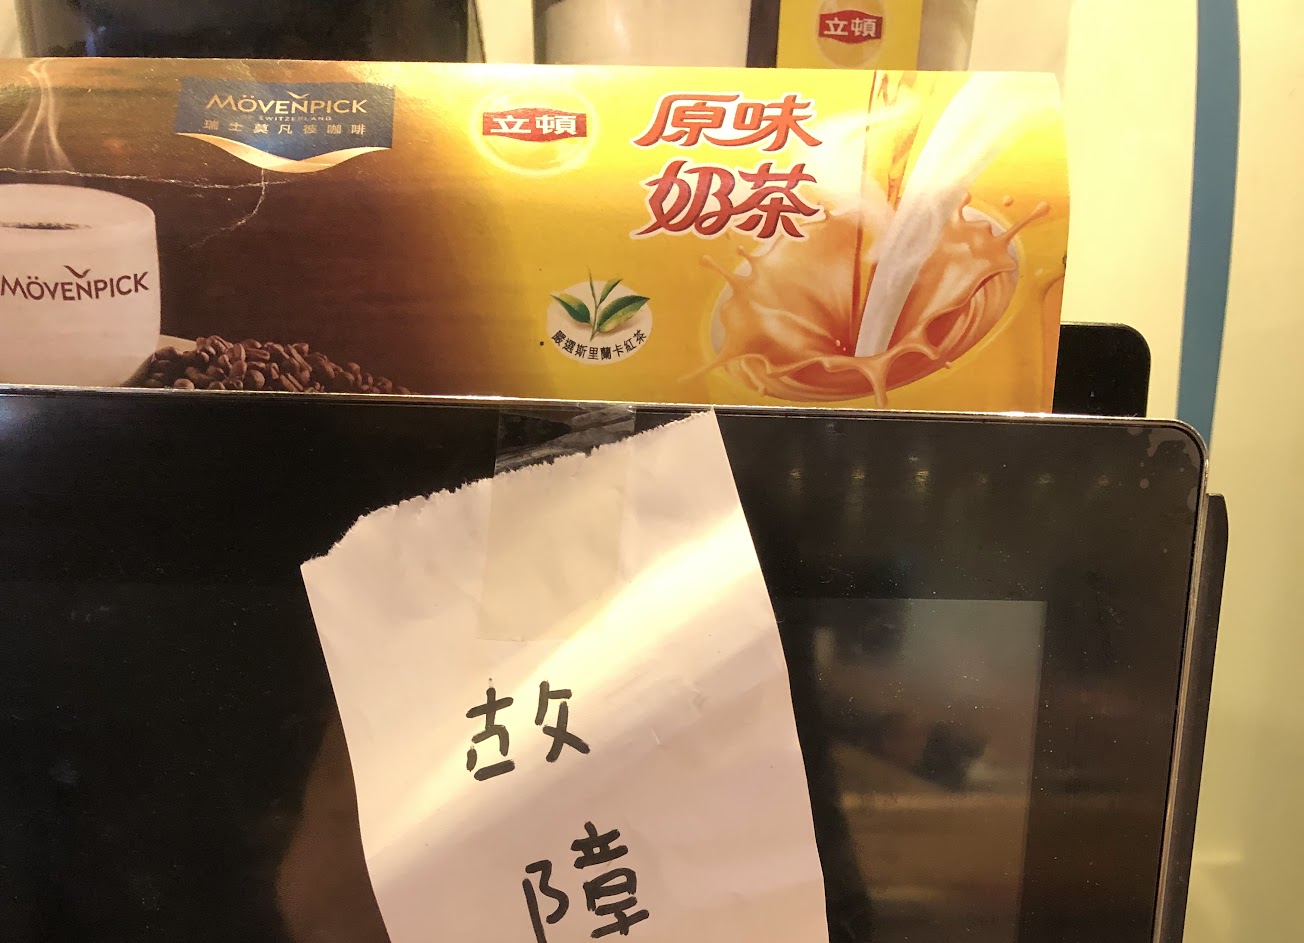 立頓
MÖVENPICK
OF SWITZERLAND
瑞士莫凡彼咖啡
立頓
原味
奶茶
MÖVENPICK
嚴選斯里蘭卡紅茶
故
障